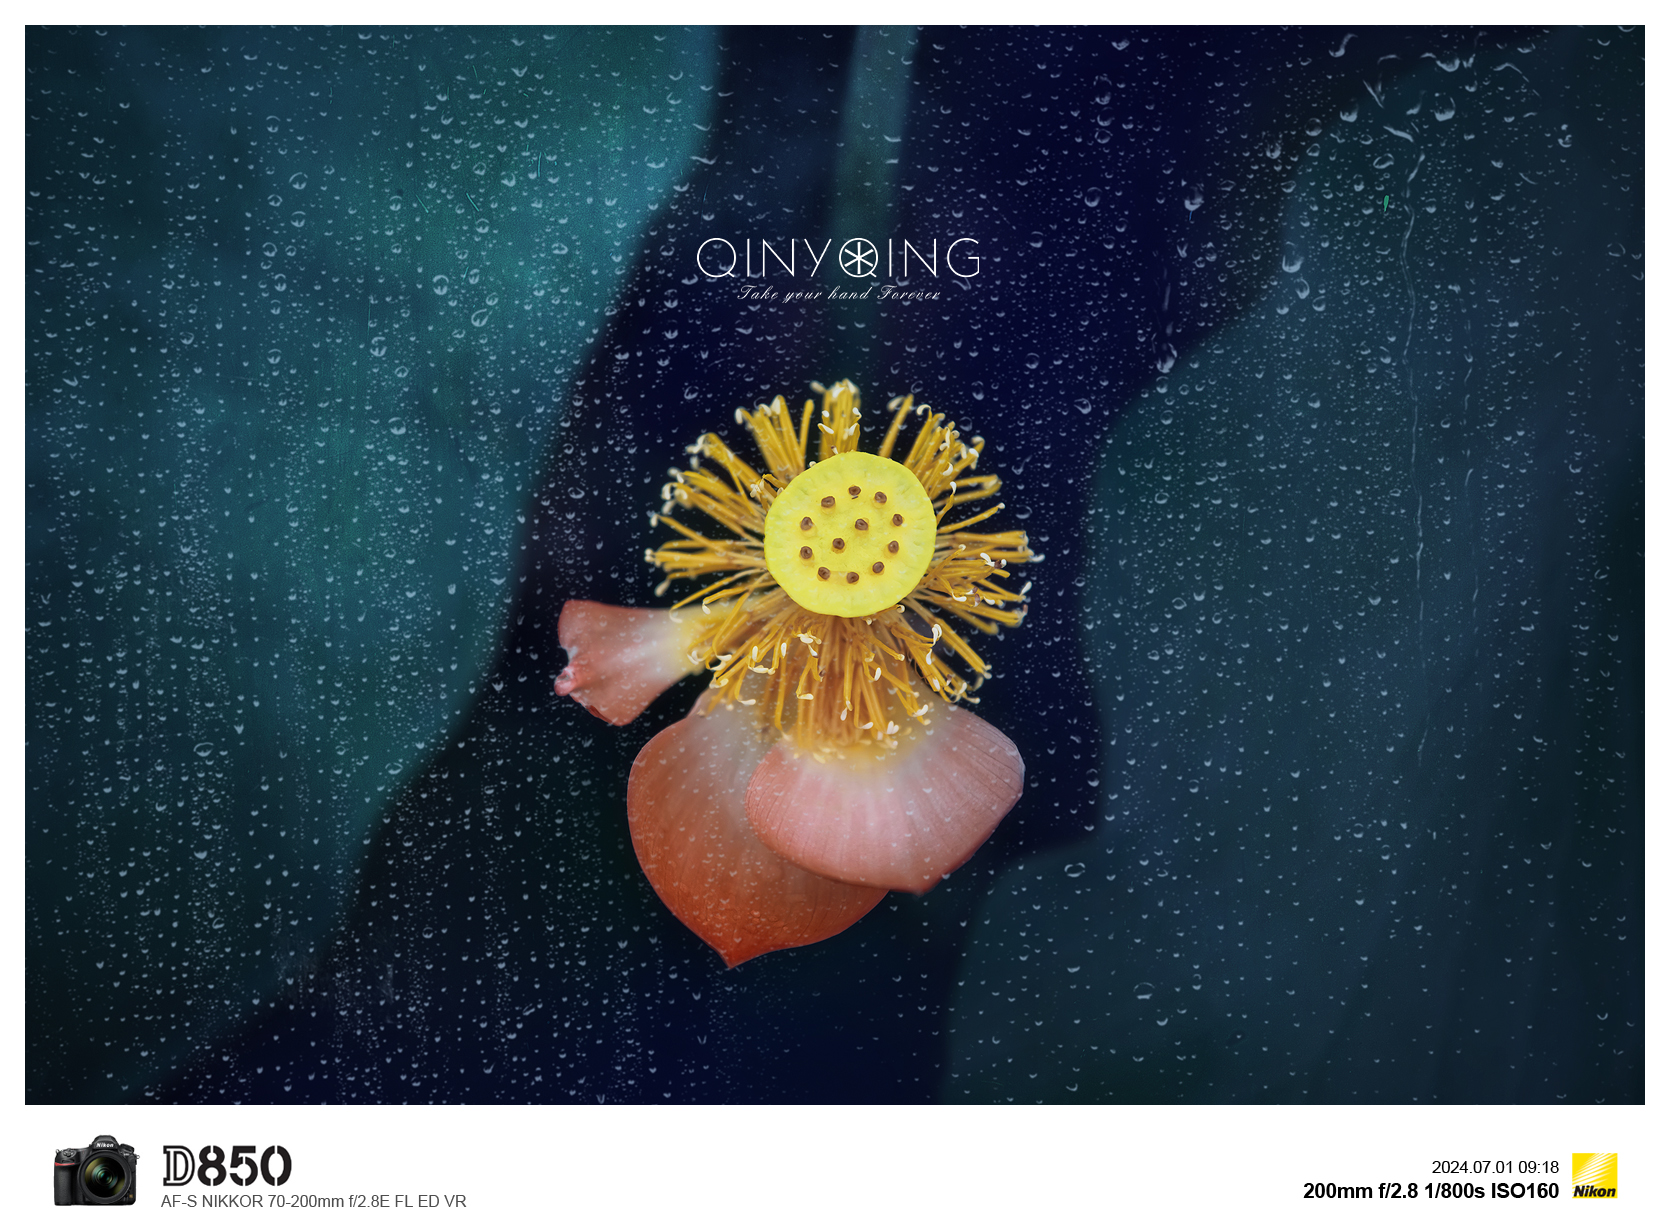 QINYQING
Take your hand Forever
Nikon
D850
AF-S NIKKOR 70-200mm f/2.8E FL ED VR
2024.07.01 09:18
200mm f/2.8 1/800s ISO160
Nikon